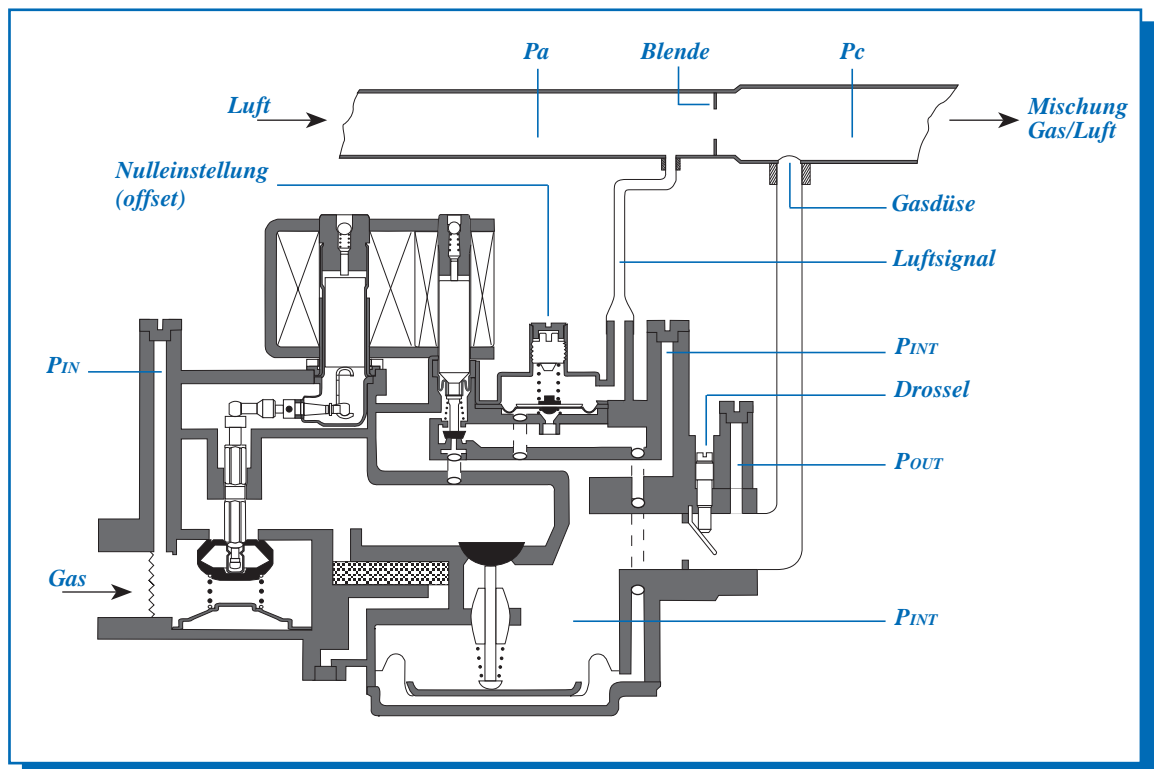 Pa
Blende
Pc
Luft
Mischung
Gas/Luft
Nulleinstellung
(offset)
Gasdüse
Luftsignal
PINT
PIN
Drossel
POUT
Gas
PINT